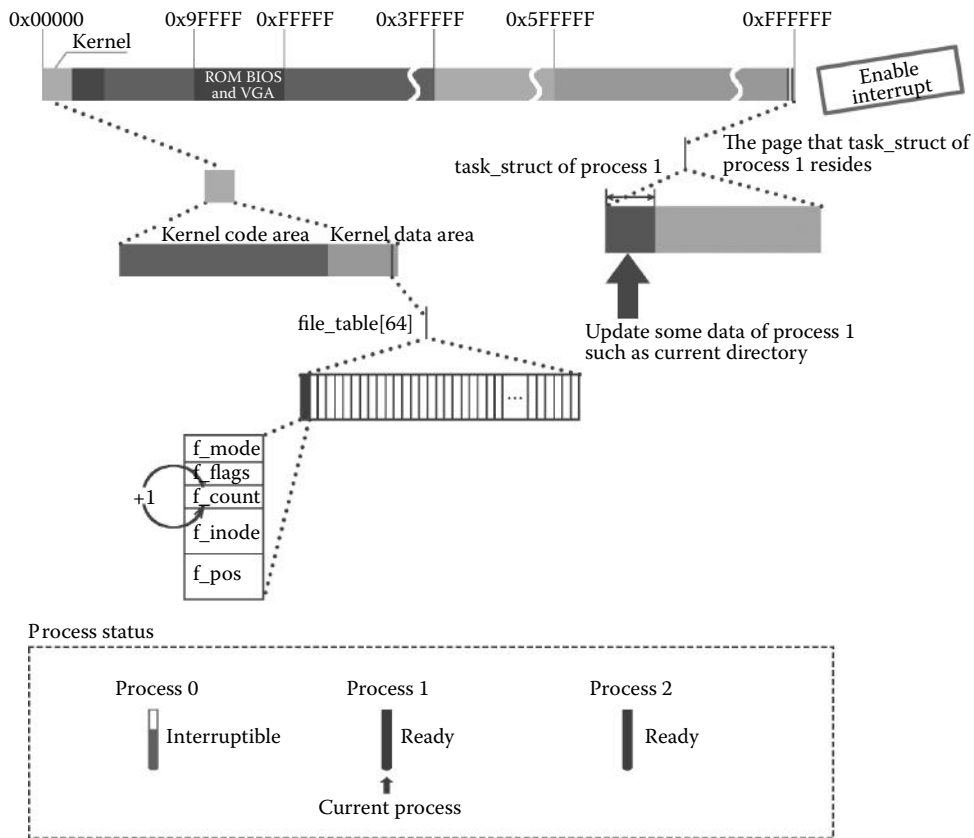 0x00000 0x9FFFF 0xFFFFF 0x3FFFFF 0x5FFFFF 0xFFFFFF
Kernel
ROM BIOS
and VGA
Enable
interrupt
The page that task_struct of
process 1 resides
task_struct of process 1
Kernel code area Kernel data area
file_table[64]
Update some data of process 1
such as current directory
...
f_mode
f_flags
+1 f_count
f_inode
f_pos
Process status
Process 0 Process 1 Process 2
Interruptible Ready Ready
Current process